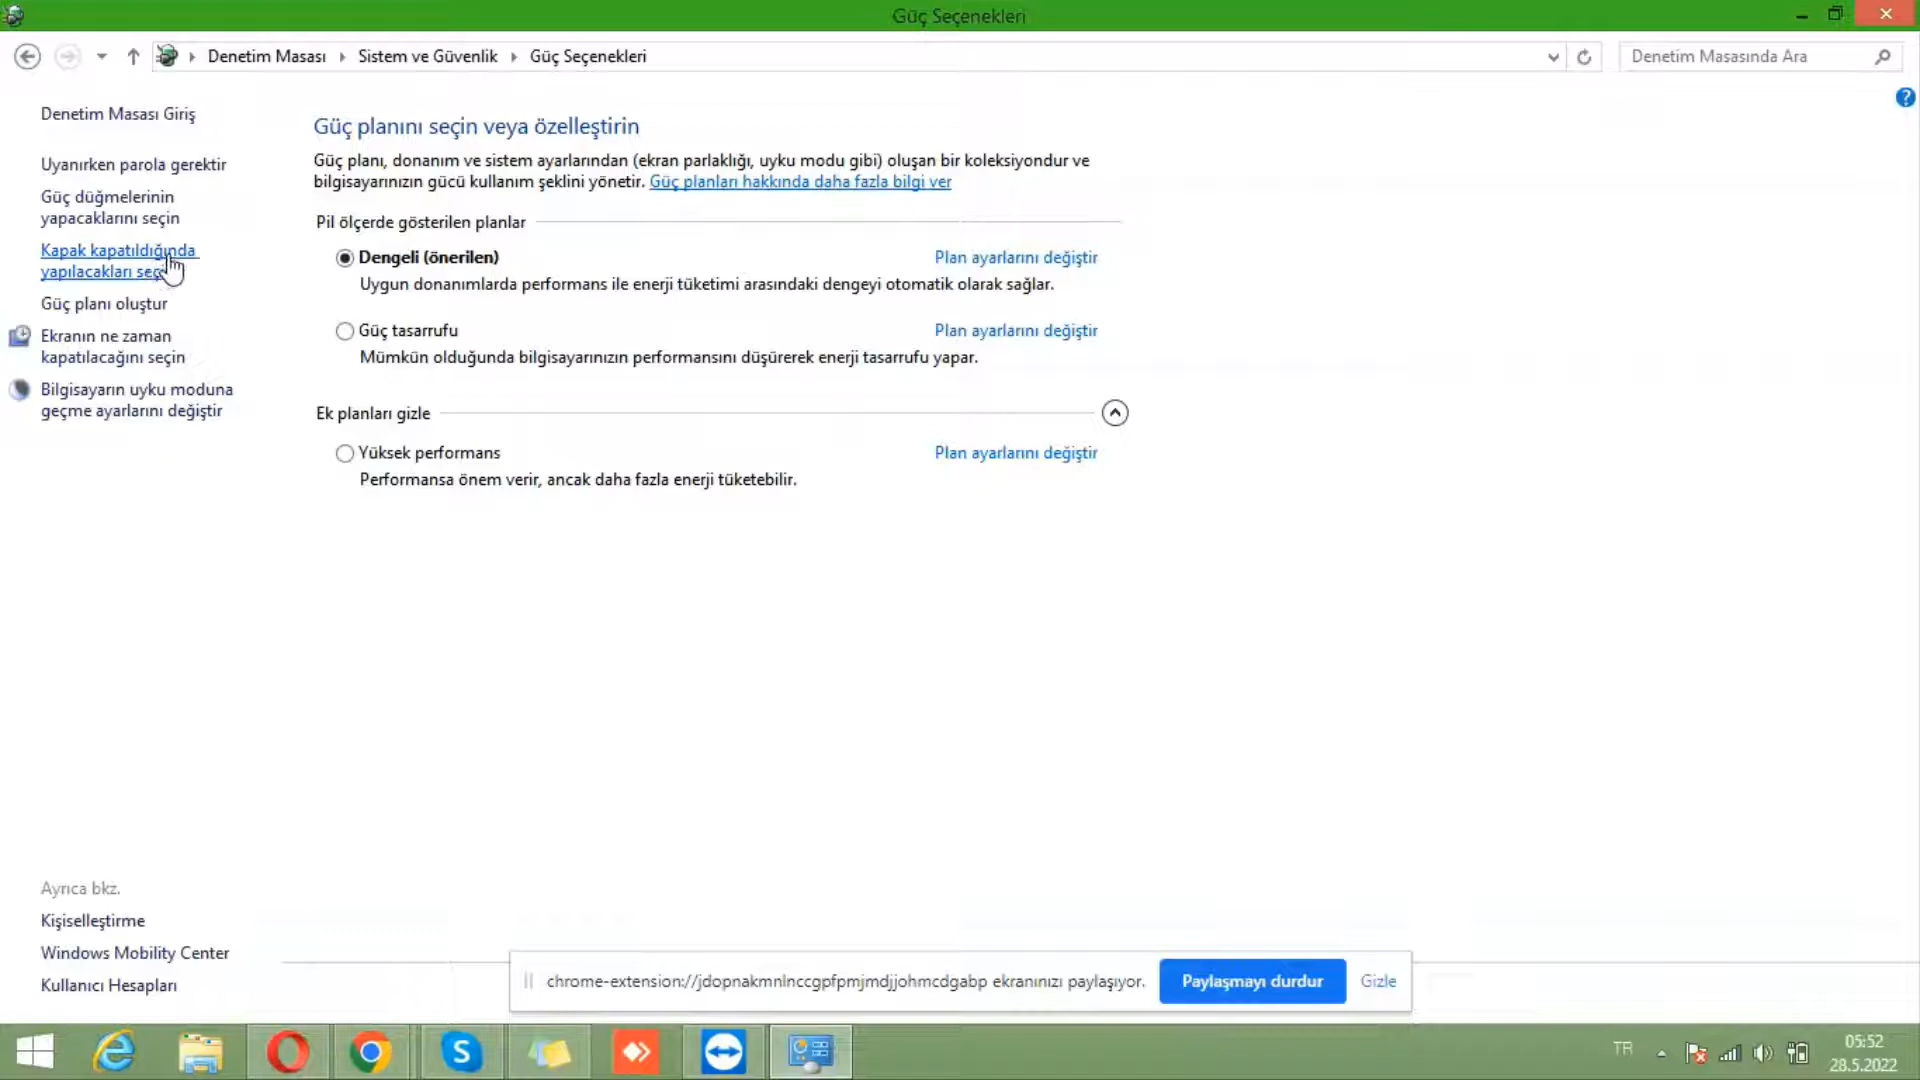 Güç Seçenekleri
Denetim Masası
Sistem ve Güvenlik
Güç Seçenekleri
Denetim Masasında Ara
Denetim Masası Giriş
Uyanırken parola gerektir
Güç düğmelerinin
yapacaklarını seçin
Kapak kapatıldığında
yapılacakları
Güç planı oluştur
Ekranın ne zaman
kapatılacağını seçin
Bilgisayarın uyku moduna
geçme ayarlarını değiştir
Güç planını seçin veya özelleştirin
Güç planı, donanım ve sistem ayarlarından (ekran parlaklığı, uyku modu gibi) oluşan bir koleksiyondur ve
bilgisayarınızın gücü kullanım şeklini yönetir. Güç planları hakkında daha fazla bilgi ver
Pil ölçerde gösterilen planlar
Dengeli (önerilen)
Plan ayarlarını değiştir
Uygun donanımlarda performans ile enerji tüketimi arasındaki dengeyi otomatik olarak sağlar.
Güç tasarrufu
Plan ayarlarını değiştir
Mümkün olduğunda bilgisayarınızın performansını düşürerek enerji tasarrufu yapar.
Ek planları gizle
Yüksek performans
Plan ayarlarını değiştir
Performansa önem verir, ancak daha fazla enerji tüketebilir.
Ayrıca bkz.
Kişiselleştirme
Windows Mobility Center
Kullanıcı Hesapları
chrome-extension://jdopnakmnlnccgpfpmjmdjjohmcdgabp ekranınızı paylaşıyor.
Paylaşmayı durdur
Gizle
TR
05:52
28.5.2022